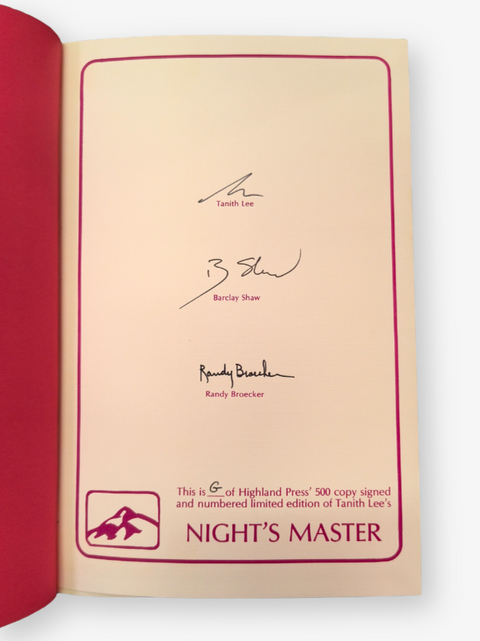 Tanith Lee
B Shaw
Barclay Shaw
Randy Broecker
Randy Broecker
This is G of Highland Press' 500 copy signed
and numbered limited edition of Tanith Lee's
NIGHT'S MASTER